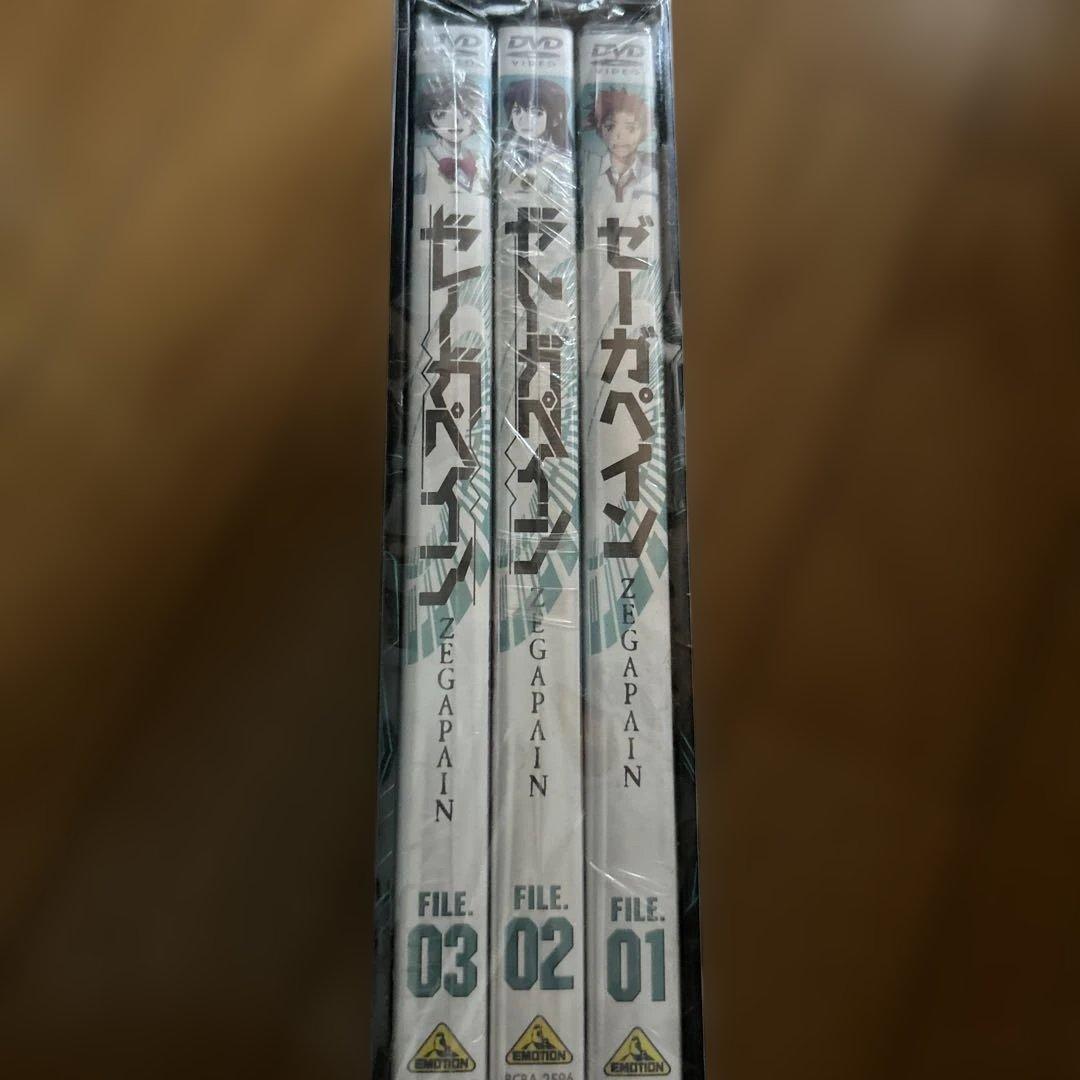 DVD
VIDEO
ゼーガペイン
ZEGAPAIN
FILE.
03
EMOTION
DVD
VIDEO
ゼーガペイン
ZEGAPAIN
FILE.
02
EMOTION
DVD
VIDEO
ゼーガペイン
ZEGAPAIN
FILE.
01
EMOTION